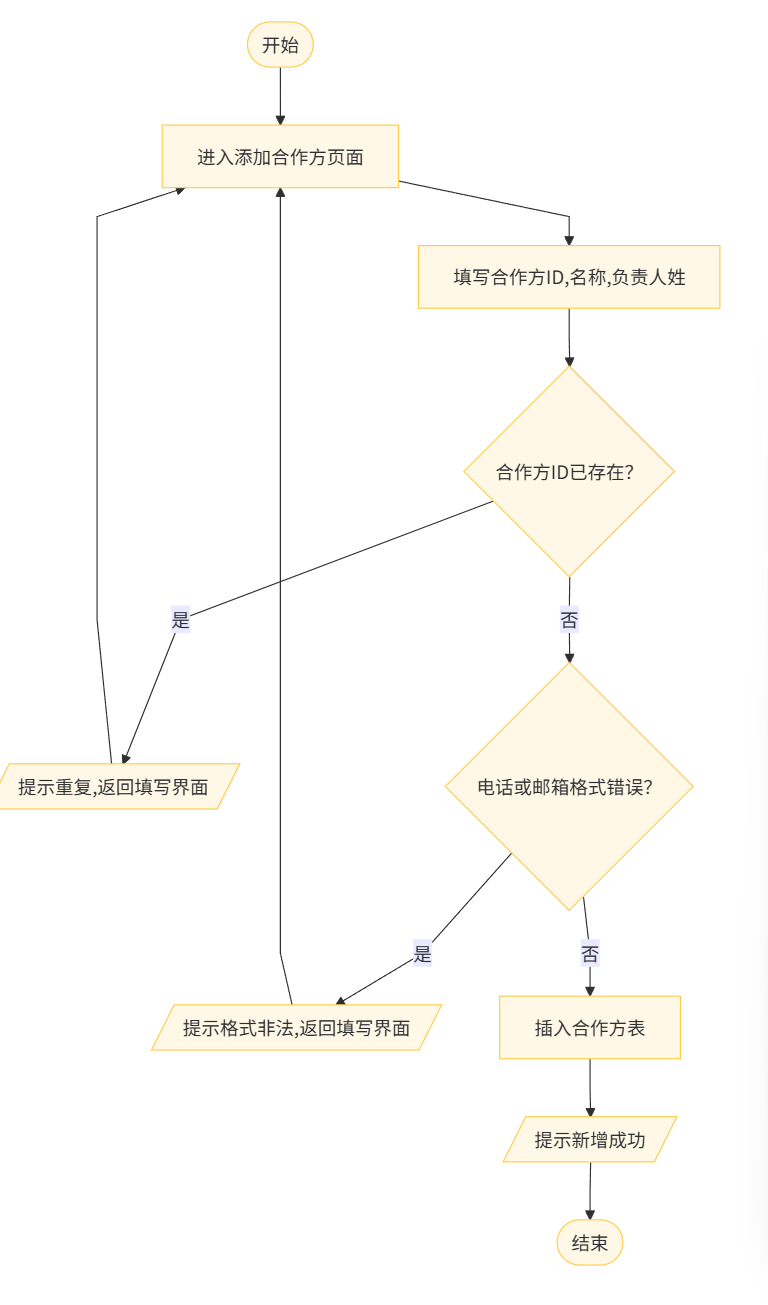 开始
进入添加合作方页面
填写合作方ID,名称,负责人姓
合作方ID已存在?
是
否
提示重复,返回填写界面
电话或邮箱格式错误?
是
否
提示格式非法,返回填写界面
插入合作方表
提示新增成功
结束